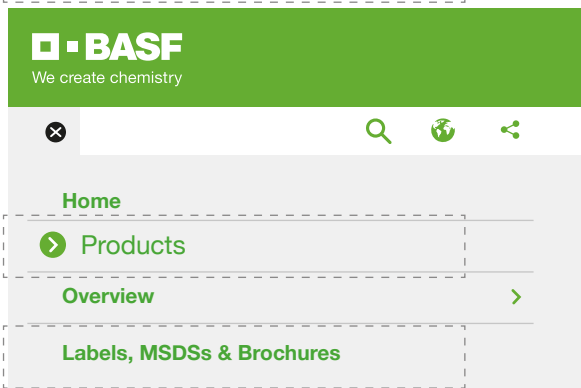 BASF
We create chemistry
Home
Products
Overview
Labels, MSDSs & Brochures